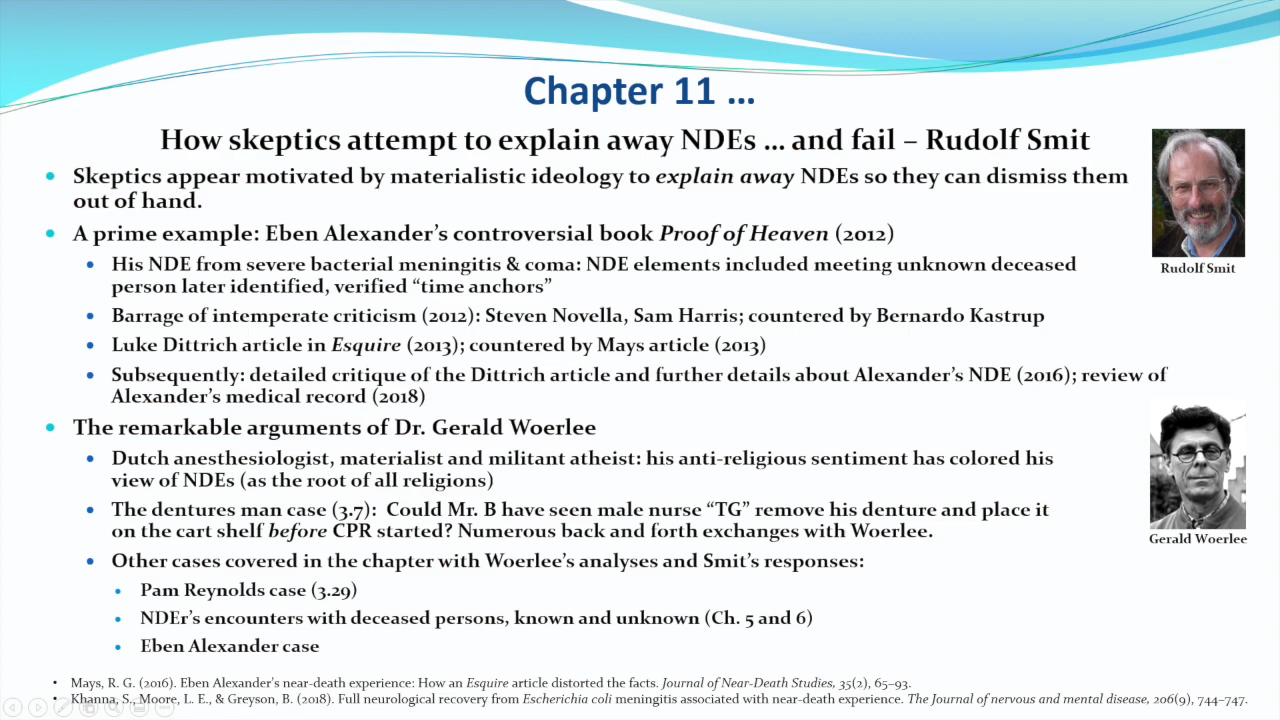 Chapter 11 …
How skeptics attempt to explain away NDEs … and fail – Rudolf Smit
• Skeptics appear motivated by materialistic ideology to explain away NDEs so they can dismiss them
out of hand.
• A prime example: Eben Alexander’s controversial book Proof of Heaven (2012)
• His NDE from severe bacterial meningitis & coma: NDE elements included meeting unknown deceased
person later identified, verified “time anchors”
• Barrage of intemperate criticism (2012): Steven Novella, Sam Harris; countered by Bernardo Kastrup
• Luke Dittrich article in Esquire (2013); countered by Mays article (2013)
• Subsequently: detailed critique of the Dittrich article and further details about Alexander’s NDE (2016); review of
Alexander’s medical record (2018)
• The remarkable arguments of Dr. Gerald Woerlee
• Dutch anesthesiologist, materialist and militant atheist: his anti-religious sentiment has colored his
view of NDEs (as the root of all religions)
• The dentures man case (3.7):  Could Mr. B have seen male nurse “TG” remove his denture and place it
on the cart shelf before CPR started? Numerous back and forth exchanges with Woerlee.
• Other cases covered in the chapter with Woerlee’s analyses and Smit’s responses:
• Pam Reynolds case (3.29)
• NDEr’s encounters with deceased persons, known and unknown (Ch. 5 and 6)
• Eben Alexander case
Rudolf Smit
Gerald Woerlee
• Mays, R. G. (2016). Eben Alexander’s near-death experience: How an Esquire article distorted the facts. Journal of Near-Death Studies, 35(2), 65–93.
• Khanna, S., Moore, L. E., & Greyson, B. (2018). Full neurological recovery from Escherichia coli meningitis associated with near-death experience. The Journal of nervous and mental disease, 206(9), 744–747.